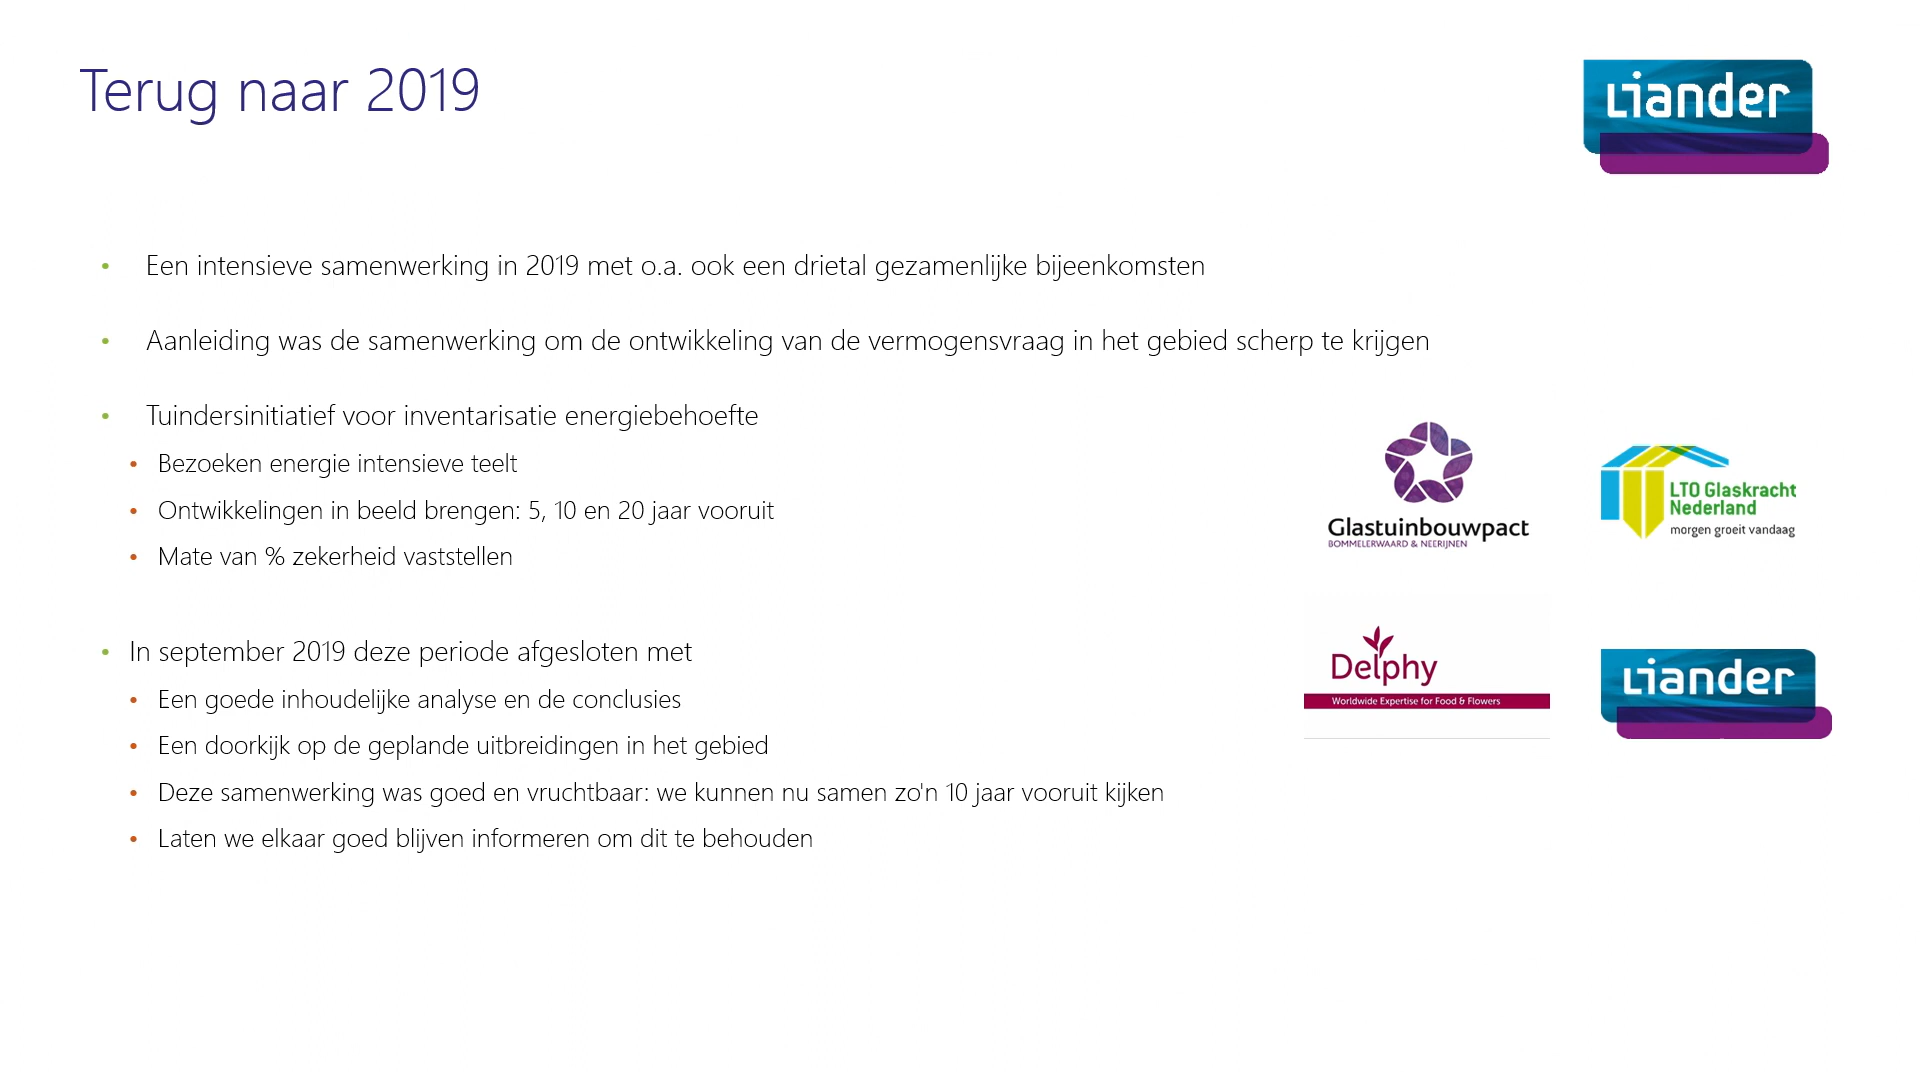 Terug naar 2019
Liander
• Een intensieve samenwerking in 2019 met o.a. ook een drietal gezamenlijke bijeenkomsten
• Aanleiding was de samenwerking om de ontwikkeling van de vermogensvraag in het gebied scherp te krijgen
• Tuindersinitiatief voor inventarisatie energiebehoefte
• Bezoeken energie intensieve teelt
• Ontwikkelingen in beeld brengen: 5, 10 en 20 jaar vooruit
• Mate van % zekerheid vaststellen
Glastuinbouwpact
BOMMELERWAARD & NEERIJNEN
LTO Glaskracht
Nederland
morgen groeit vandaag
• In september 2019 deze periode afgesloten met
• Een goede inhoudelijke analyse en de conclusies
• Een doorkijk op de geplande uitbreidingen in het gebied
• Deze samenwerking was goed en vruchtbaar: we kunnen nu samen zo'n 10 jaar vooruit kijken
• Laten we elkaar goed blijven informeren om dit te behouden
Delphy
Worldwide Expertise for Food & Flowers
Liander